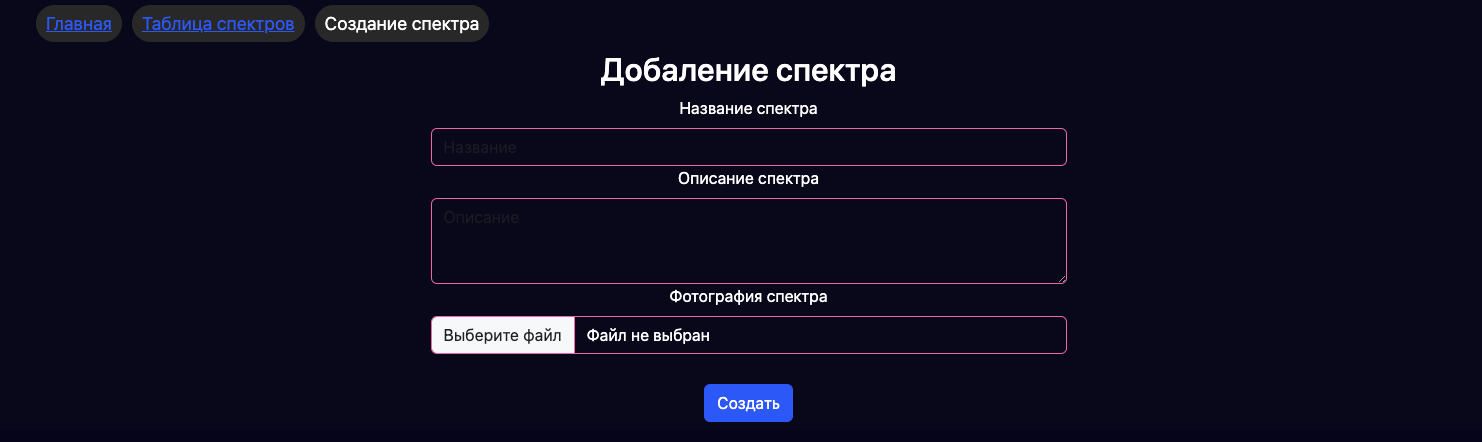 Главная Таблица спектров Создание спектра
Добаление спектра
Название спектра
Название
Описание спектра
Описание
Фотография спектра
Выберите файл Файл не выбран
Создать